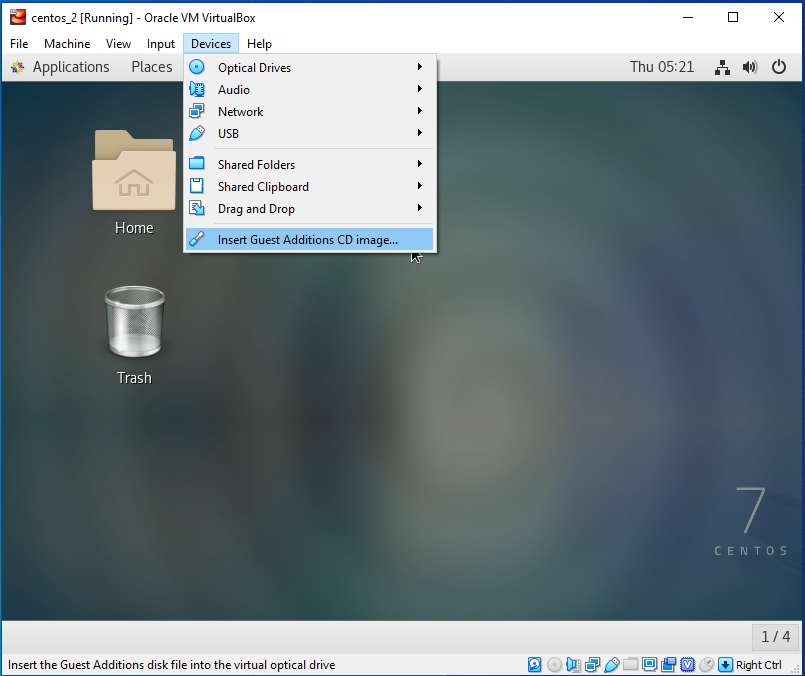 centos_2 [Running] - Oracle VM VirtualBox
File Machine View Input Devices Help
Applications Places Thu 05:21
Optical Drives
Audio
Network
USB
Shared Folders
Shared Clipboard
Drag and Drop
Insert Guest Additions CD image...
Home
Trash
7
CENTOS
1 / 4
Insert the Guest Additions disk file into the virtual optical drive
V
Right Ctrl